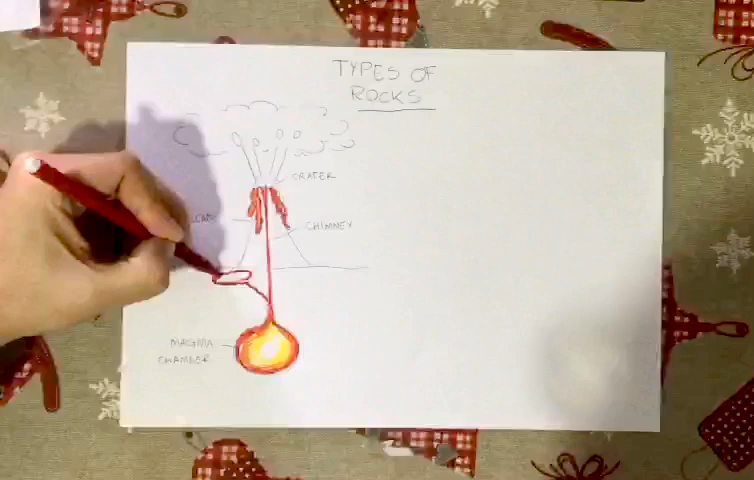 TYPES OF
ROCKS
CRATER
CHIMNEY
MAGMA
CHAMBER